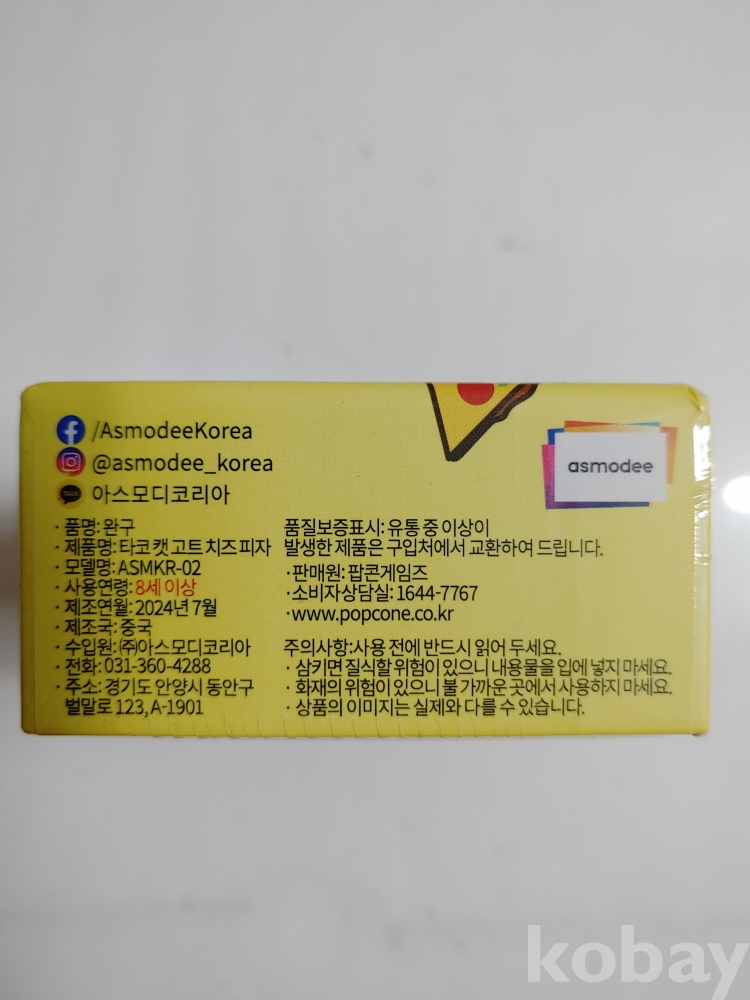 /AsmodeeKorea
@asmodee_korea
TALK 아스모디코리아
asmodee
· 품명: 완구
· 제품명: 타코 캣 고트 치즈 피자
· 모델명: ASMKR-02
· 사용연령: 8세 이상
· 제조연월: 2024년 7월
· 제조국: 중국
· 수입원: ㈜아스모디코리아
· 전화: 031-360-4288
· 주소: 경기도 안양시 동안구
벌말로 123, A-1901
품질보증표시: 유통 중 이상이
발생한 제품은 구입처에서 교환하여 드립니다.
·판매원: 팝콘게임즈
·소비자상담실: 1644-7767
·www.popcone.co.kr
주의사항:사용 전에 반드시 읽어 두세요.
· 삼키면 질식할 위험이 있으니 내용물을 입에 넣지 마세요.
· 화재의 위험이 있으니 불 가까운 곳에서 사용하지 마세요.
· 상품의 이미지는 실제와 다를 수 있습니다.
kobay